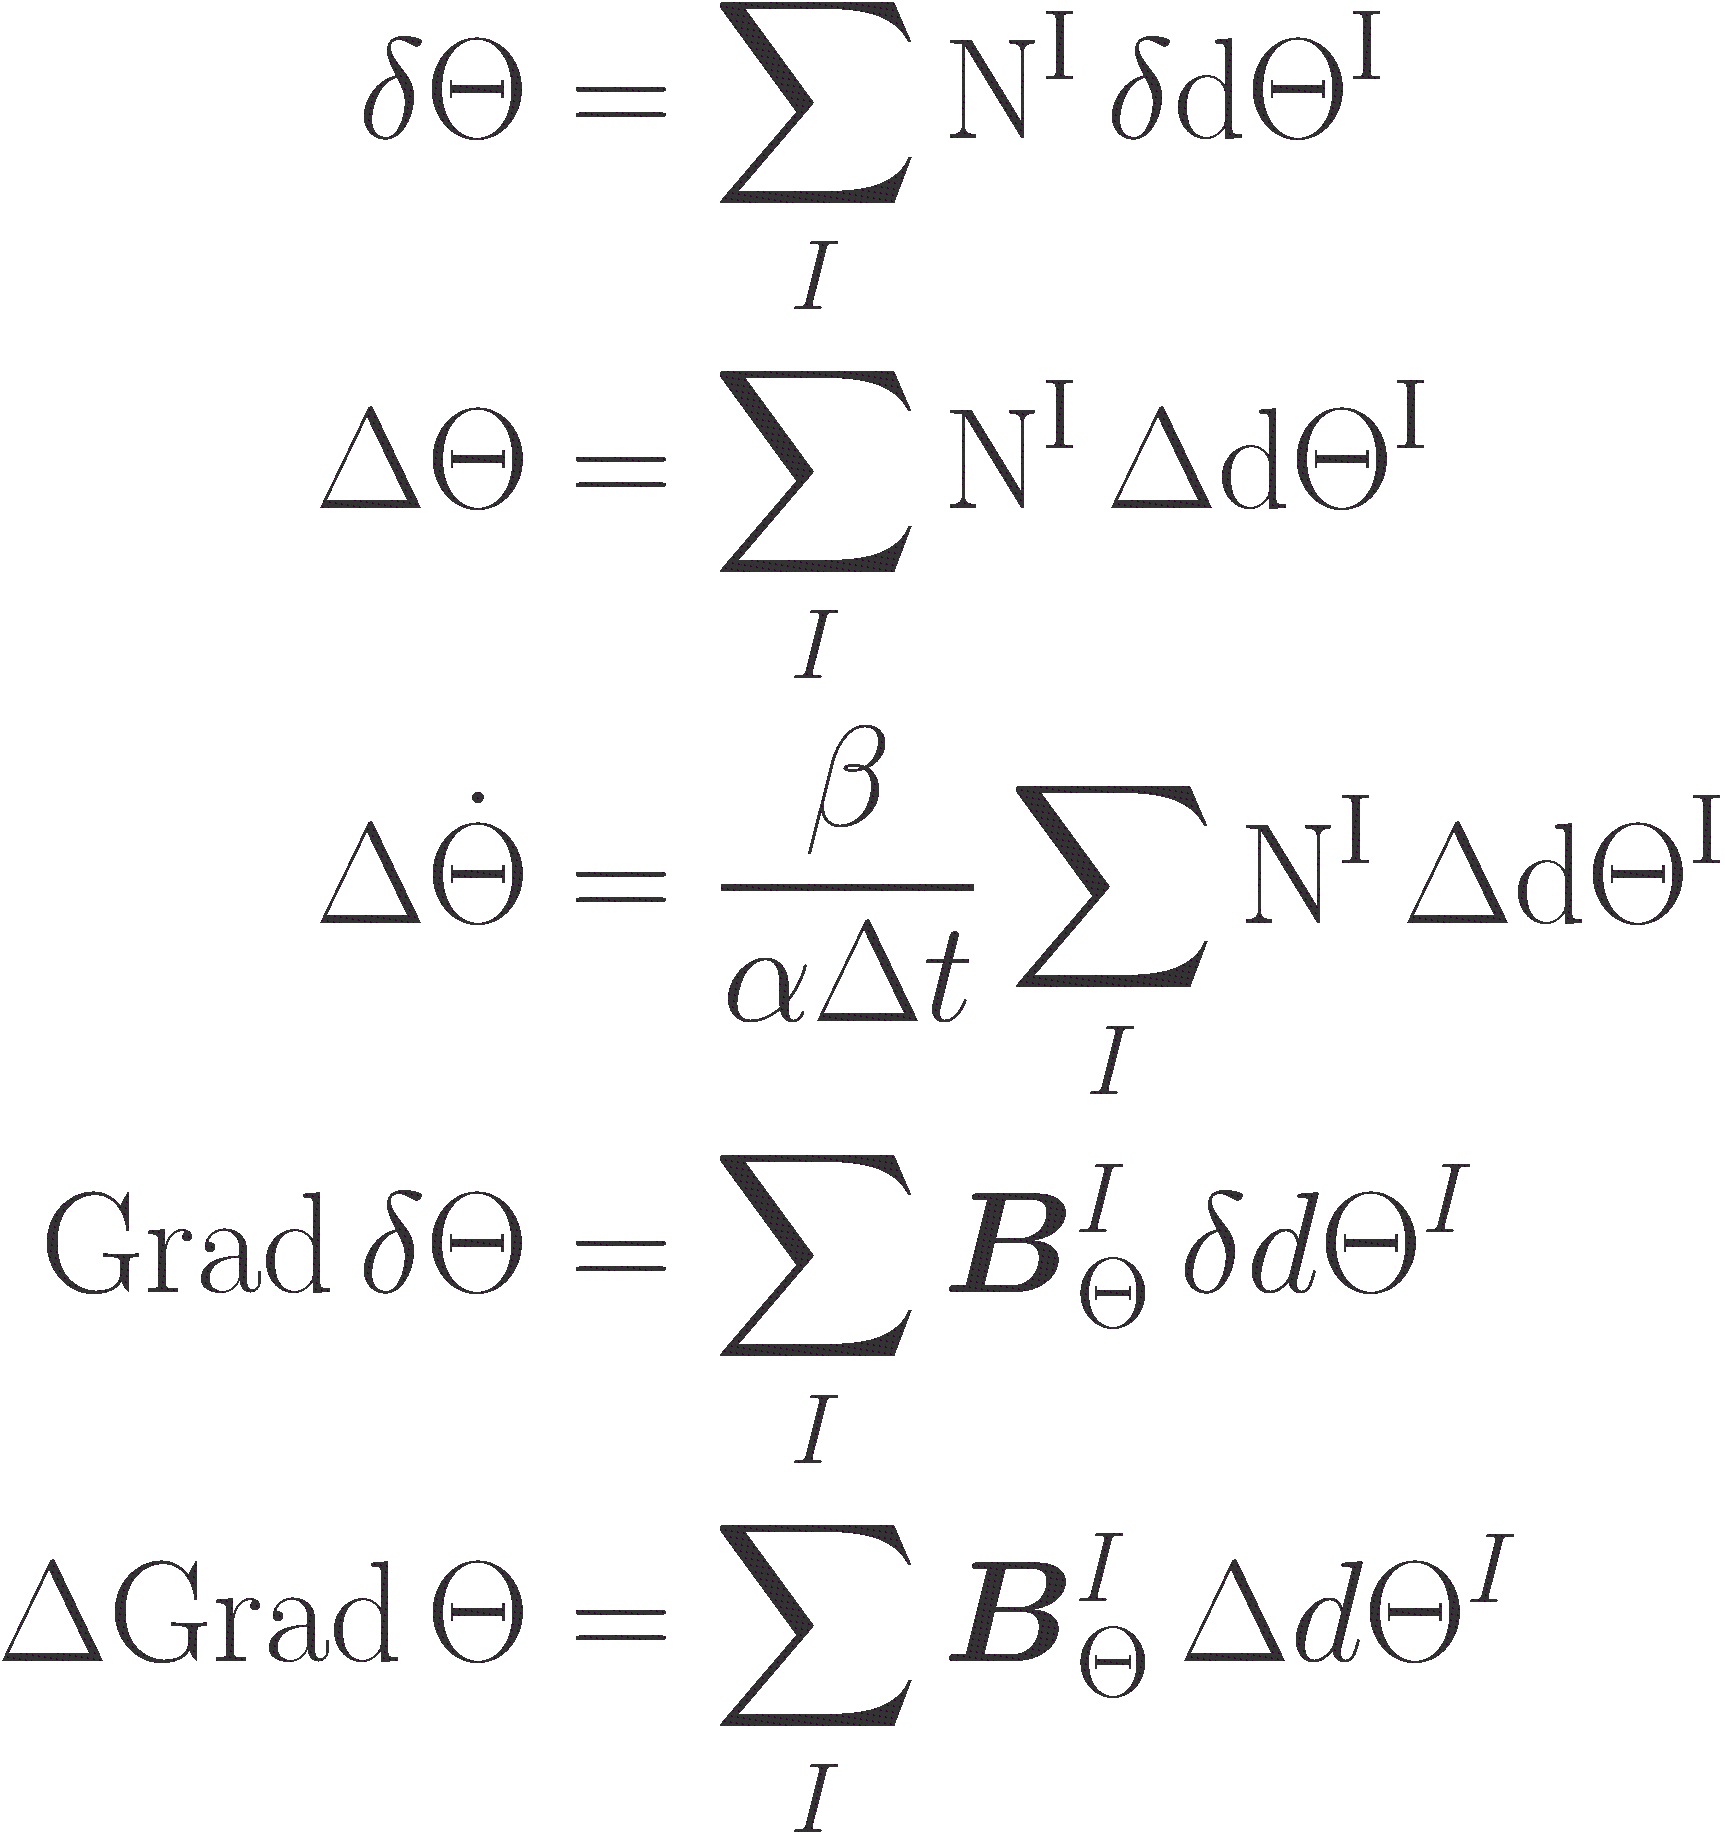 δΘ = ∑_I N^I δdΘ^I
ΔΘ = ∑_I N^I ΔdΘ^I
ΔΘ̇ = β/(αΔt) ∑_I N^I ΔdΘ^I
Grad δΘ = ∑_I B_Θ^I δdΘ^I
ΔGrad Θ = ∑_I B_Θ^I ΔdΘ^I